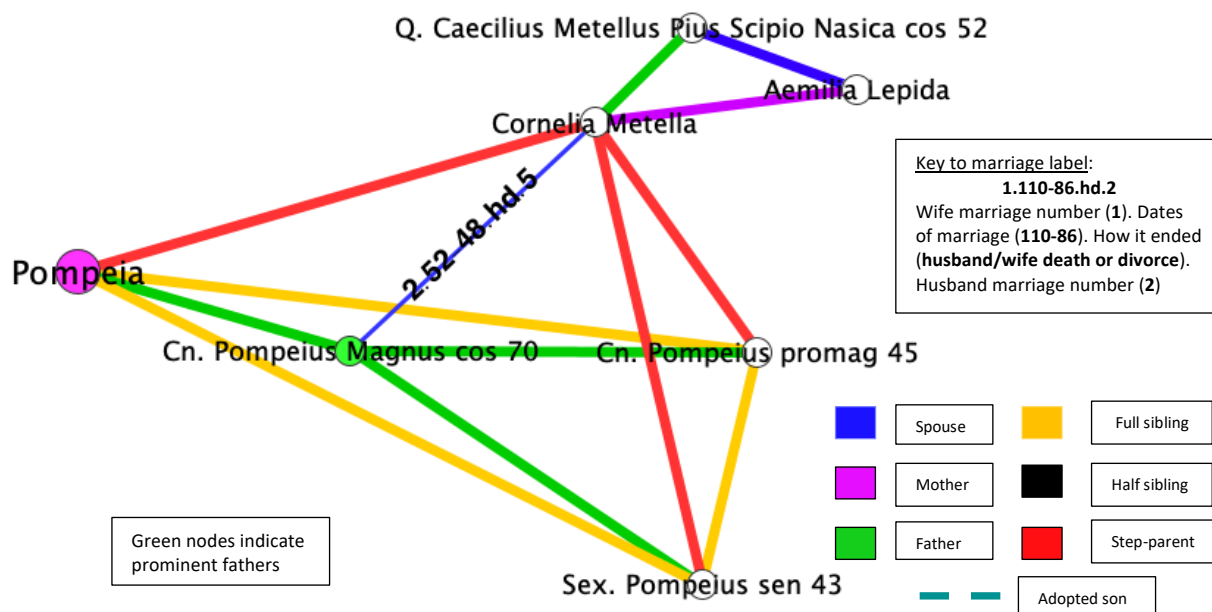 Q. Caecilius Metellus Pius Scipio Nasica cos 52
Aemilia Lepida
Cornelia Metella
2.52_48.hd.5
Pompeia
Cn. Pompeius Magnus cos 70
Cn. Pompeius promag 45
Sex. Pompeius sen 43
Key to marriage label:
1.110-86.hd.2
Wife marriage number (1). Dates
of marriage (110-86). How it ended
(husband/wife death or divorce).
Husband marriage number (2)
Spouse
Full sibling
Mother
Half sibling
Father
Step-parent
Adopted son
Green nodes indicate
prominent fathers